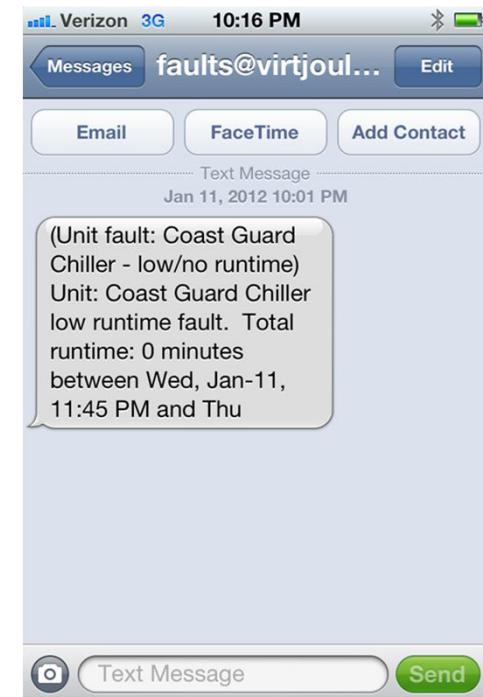 Verizon 3G 10:16 PM
Messages faults@virtjoul... Edit
Email FaceTime Add Contact
Text Message
Jan 11, 2012 10:01 PM
(Unit fault: Coast Guard
Chiller - low/no runtime)
Unit: Coast Guard Chiller
low runtime fault.  Total
runtime: 0 minutes
between Wed, Jan-11,
11:45 PM and Thu
Text Message Send